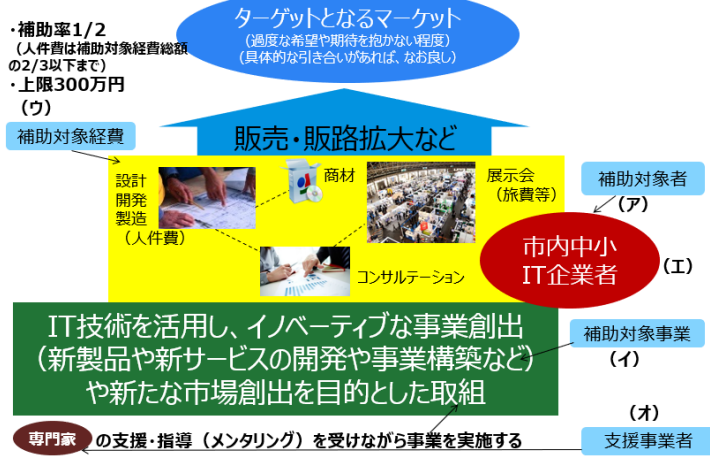 ターゲットとなるマーケット
(過度な希望や期待を抱かない程度)
(具体的な引き合いがあれば、なお良し)
・補助率1/2
（人件費は補助対象経費総額
の2/3以下まで）
・上限300万円
（ウ）
補助対象経費
販売・販路拡大など
設計
開発
製造
（人件費）
商材
展示会
（旅費等）
コンサルテーション
補助対象者
（ア）
市内中小
IT企業者
（エ）
IT技術を活用し、イノベーティブな事業創出
（新製品や新サービスの開発や事業構築など）
や新たな市場創出を目的とした取組
補助対象事業
（イ）
（オ）
専門家 の支援・指導（メンタリング）を受けながら事業を実施する
支援事業者